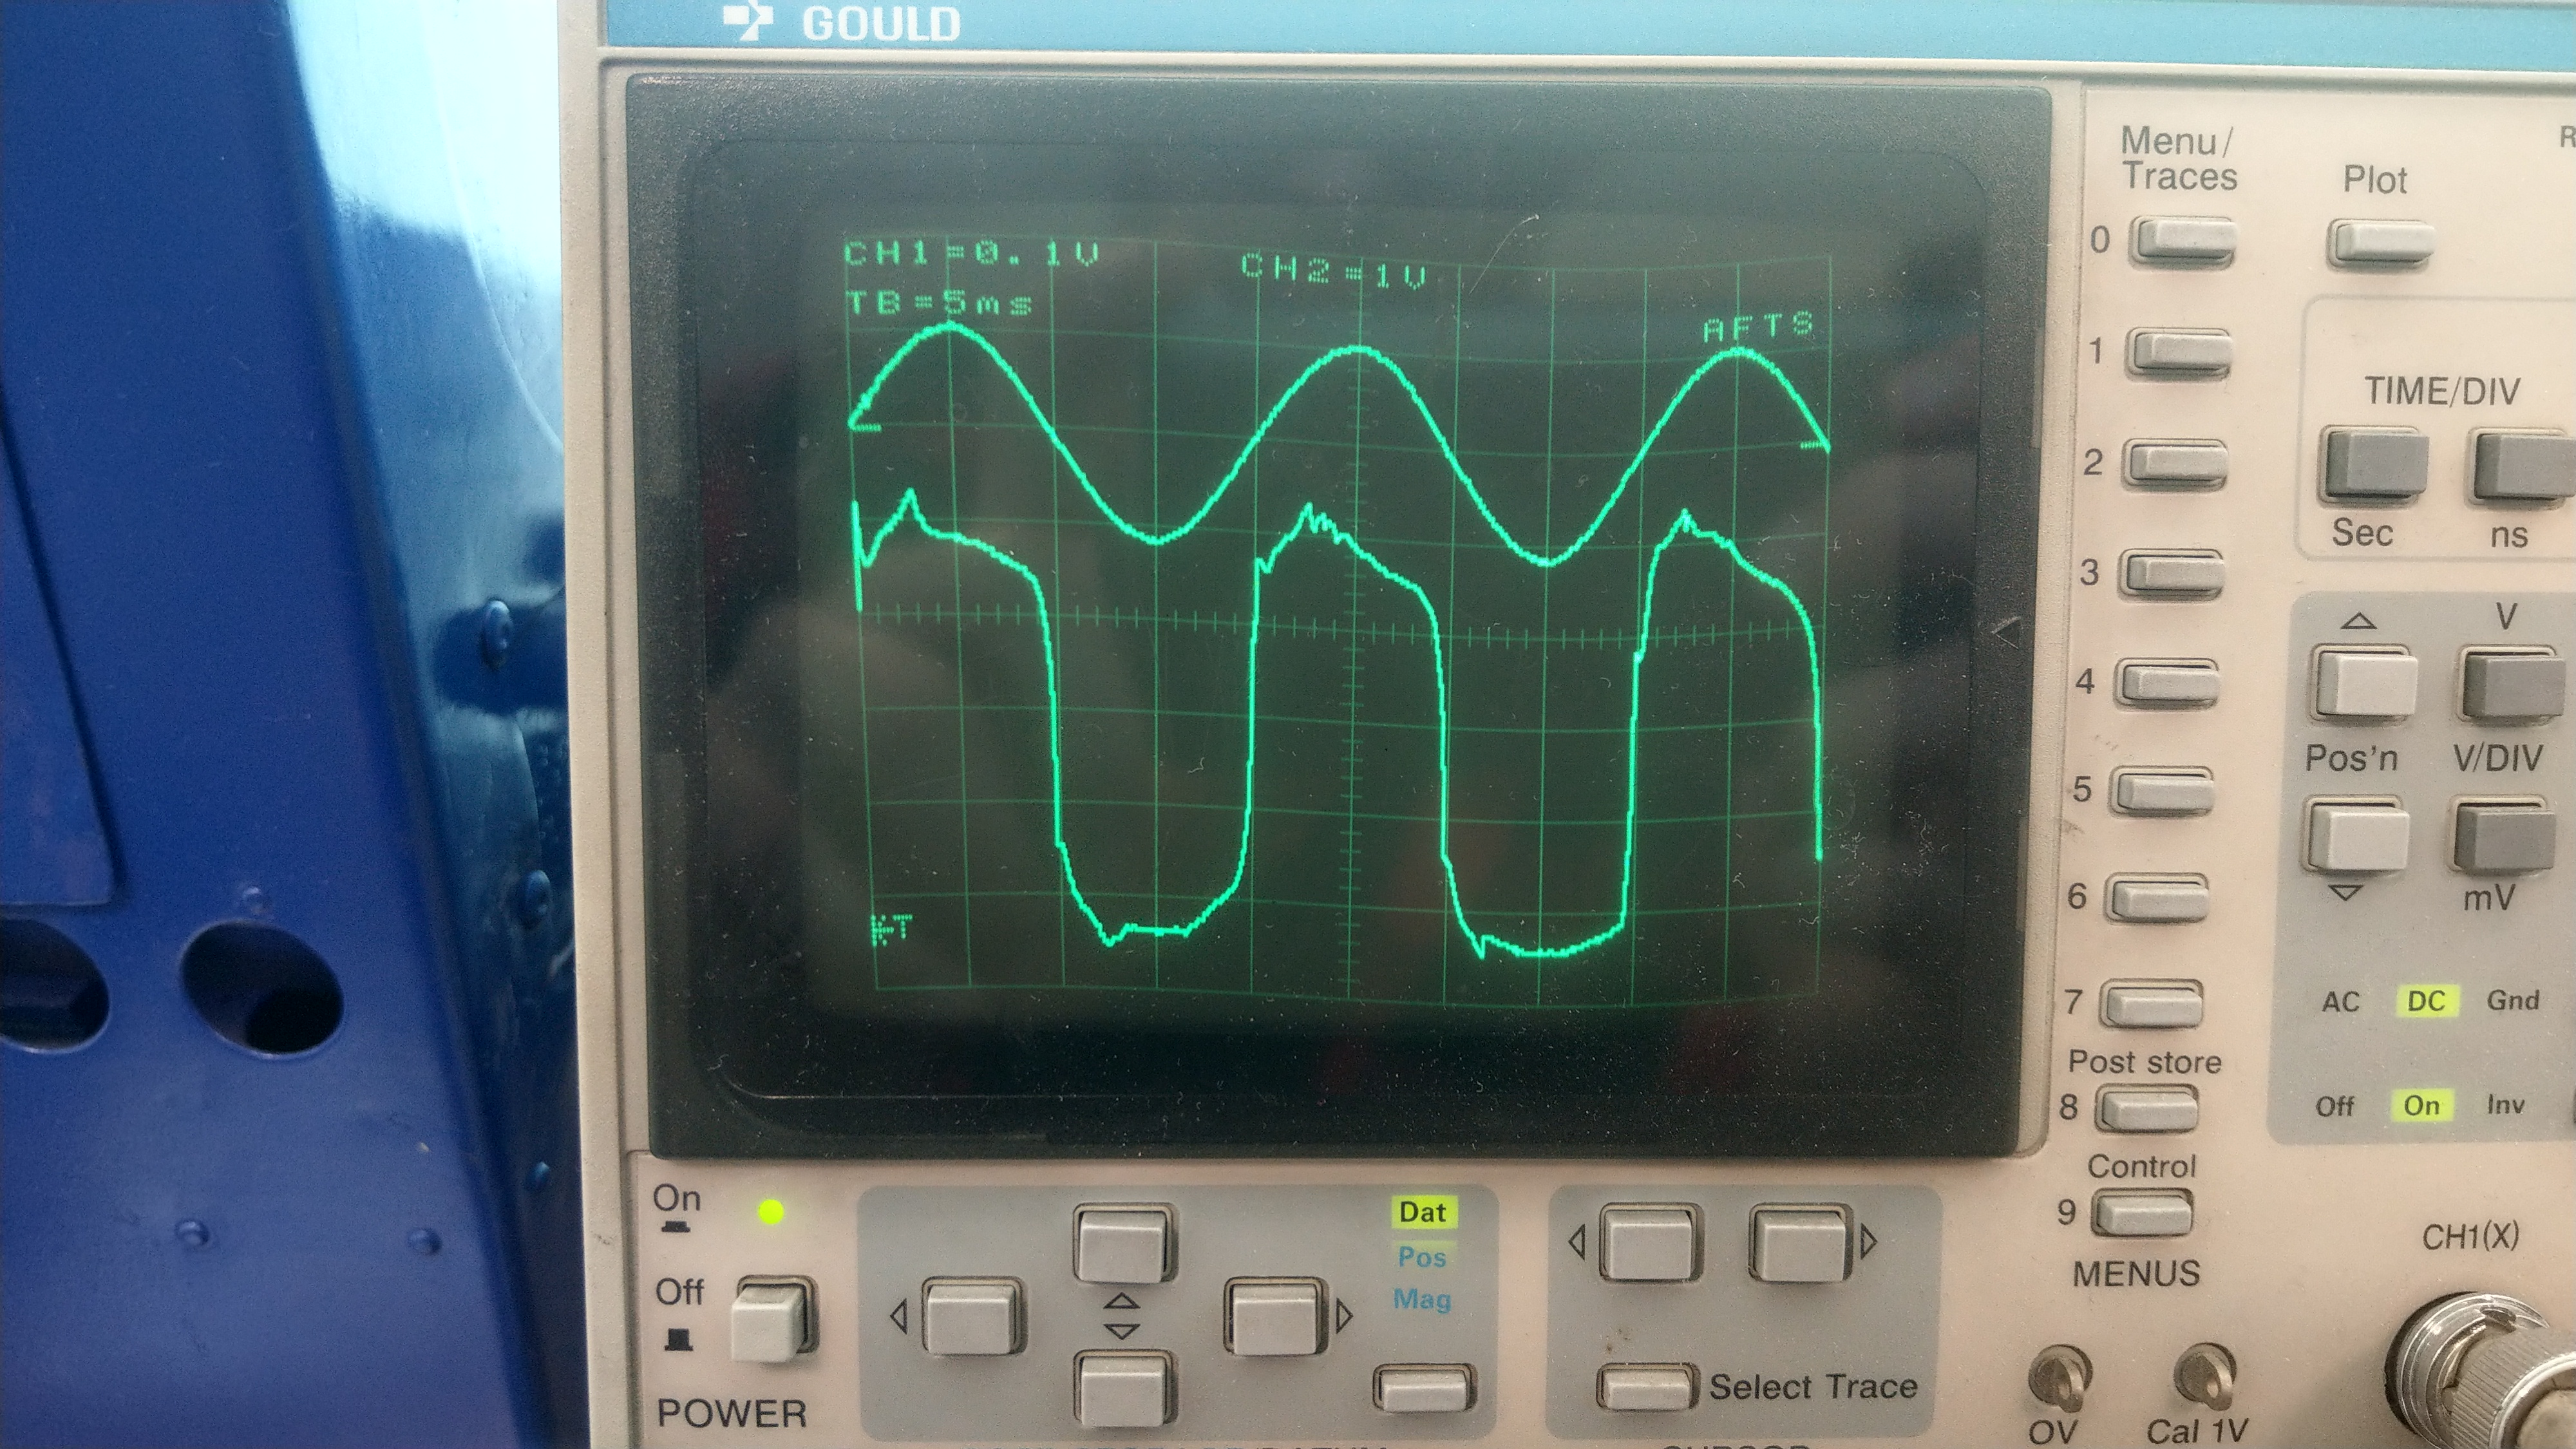 GOULD
CH1=0.1V
CH2=1V
TB=5ms
AFTS
Menu/
Traces
Plot
0
1
2
3
4
5
6
7
TIME/DIV
Sec
ns
V
Pos'n
V/DIV
mV
AC
DC
Gnd
Off
On
Inv
Post store
8
Control
9
MENUS
CH1(X)
On
Off
POWER
Dat
Pos
Mag
Select Trace
0V
Cal 1V